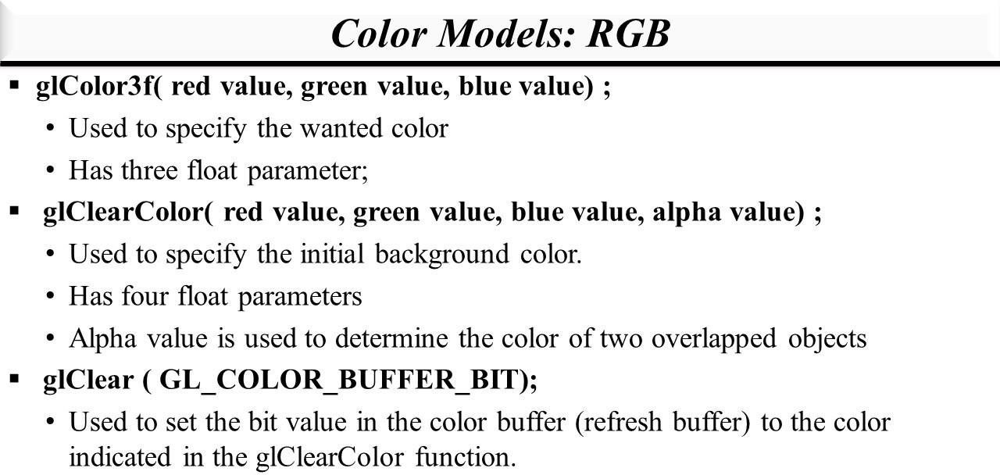 Color Models: RGB
▪ glColor3f( red value, green value, blue value) ;
• Used to specify the wanted color
• Has three float parameter;
▪ glClearColor( red value, green value, blue value, alpha value) ;
• Used to specify the initial background color.
• Has four float parameters
• Alpha value is used to determine the color of two overlapped objects
▪ glClear ( GL_COLOR_BUFFER_BIT);
• Used to set the bit value in the color buffer (refresh buffer) to the color
indicated in the glClearColor function.